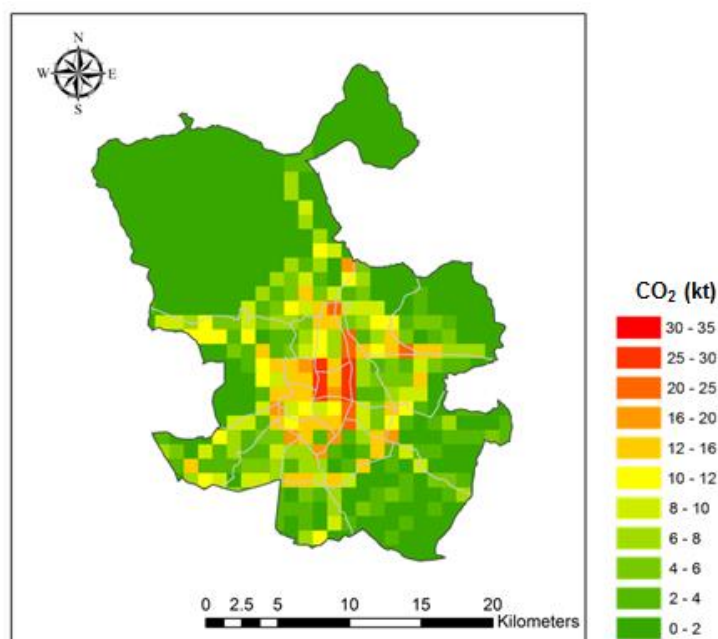 N
W E
S
CO₂ (kt)
30 - 35
25 - 30
20 - 25
16 - 20
12 - 16
10 - 12
8 - 10
6 - 8
4 - 6
2 - 4
0 - 2
0 2.5 5 10 15 20
Kilometers